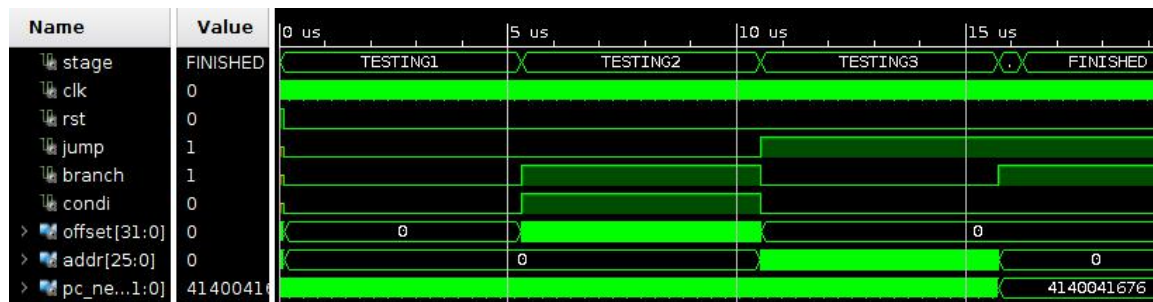 Name Value 0 us 5 us 10 us 15 us
stage FINISHED TESTING1 TESTING2 TESTING3 . FINISHED
clk 0
rst 0
jump 1
branch 1
condi 0
offset[31:0] 0 0 0
addr[25:0] 0 0 0
pc_ne...1:0] 41400416 4140041676